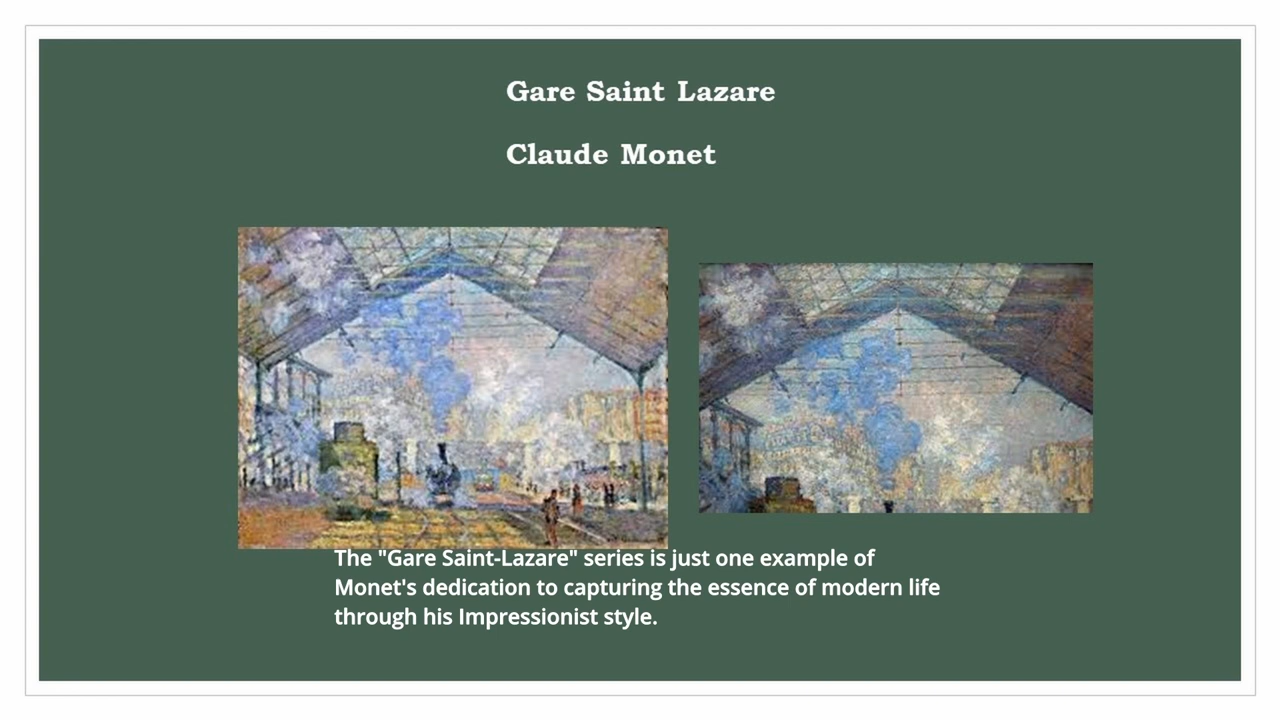 Gare Saint Lazare
Claude Monet
The "Gare Saint-Lazare" series is just one example of
Monet's dedication to capturing the essence of modern life
through his Impressionist style.